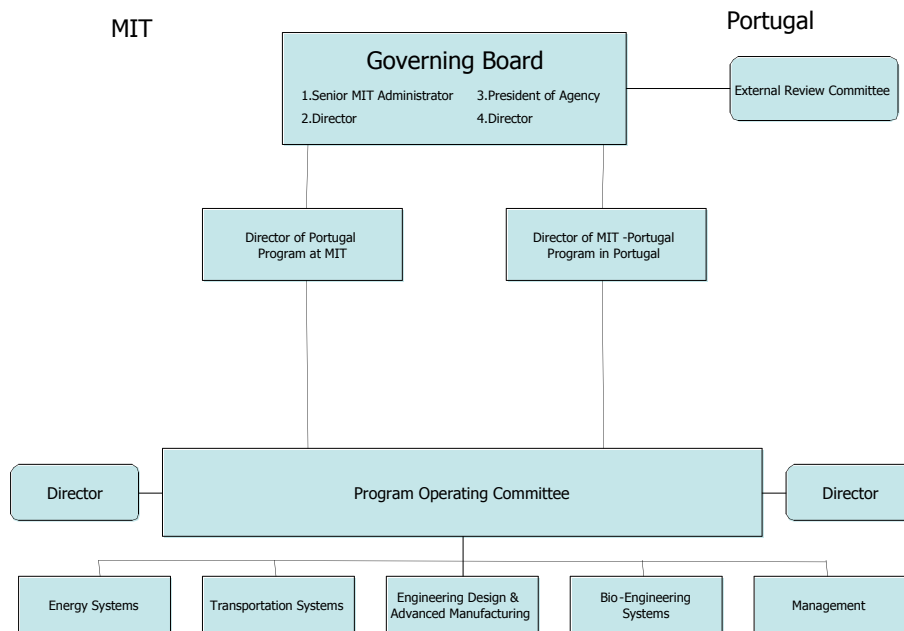 MIT
Portugal
Governing Board
1.Senior MIT Administrator
3.President of Agency
2.Director
4.Director
External Review Committee
Director of Portugal
Program at MIT
Director of MIT -Portugal
Program in Portugal
Director
Program Operating Committee
Director
Energy Systems
Transportation Systems
Engineering Design &
Advanced Manufacturing
Bio-Engineering
Systems
Management